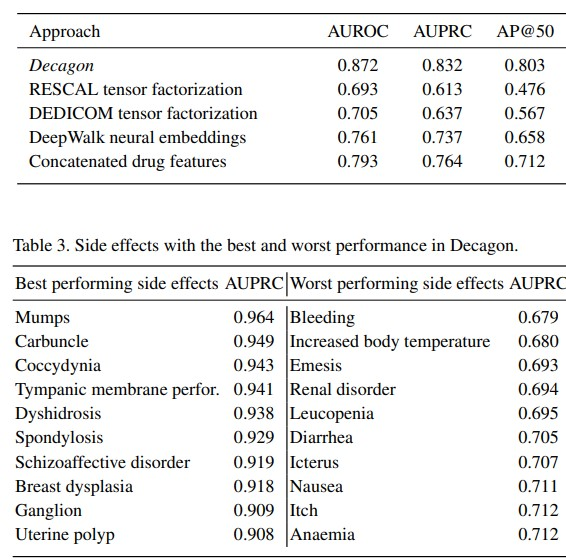 Approach AUROC AUPRC AP@50
Decagon 0.872 0.832 0.803
RESCAL tensor factorization 0.693 0.613 0.476
DEDICOM tensor factorization 0.705 0.637 0.567
DeepWalk neural embeddings 0.761 0.737 0.658
Concatenated drug features 0.793 0.764 0.712
Table 3. Side effects with the best and worst performance in Decagon.
Best performing side effects AUPRC Worst performing side effects AUPRC
Mumps 0.964 Bleeding 0.679
Carbuncle 0.949 Increased body temperature 0.680
Coccydynia 0.943 Emesis 0.693
Tympanic membrane perfor. 0.941 Renal disorder 0.694
Dyshidrosis 0.938 Leucopenia 0.695
Spondylosis 0.929 Diarrhea 0.705
Schizoaffective disorder 0.919 Icterus 0.707
Breast dysplasia 0.918 Nausea 0.711
Ganglion 0.909 Itch 0.712
Uterine polyp 0.908 Anaemia 0.712